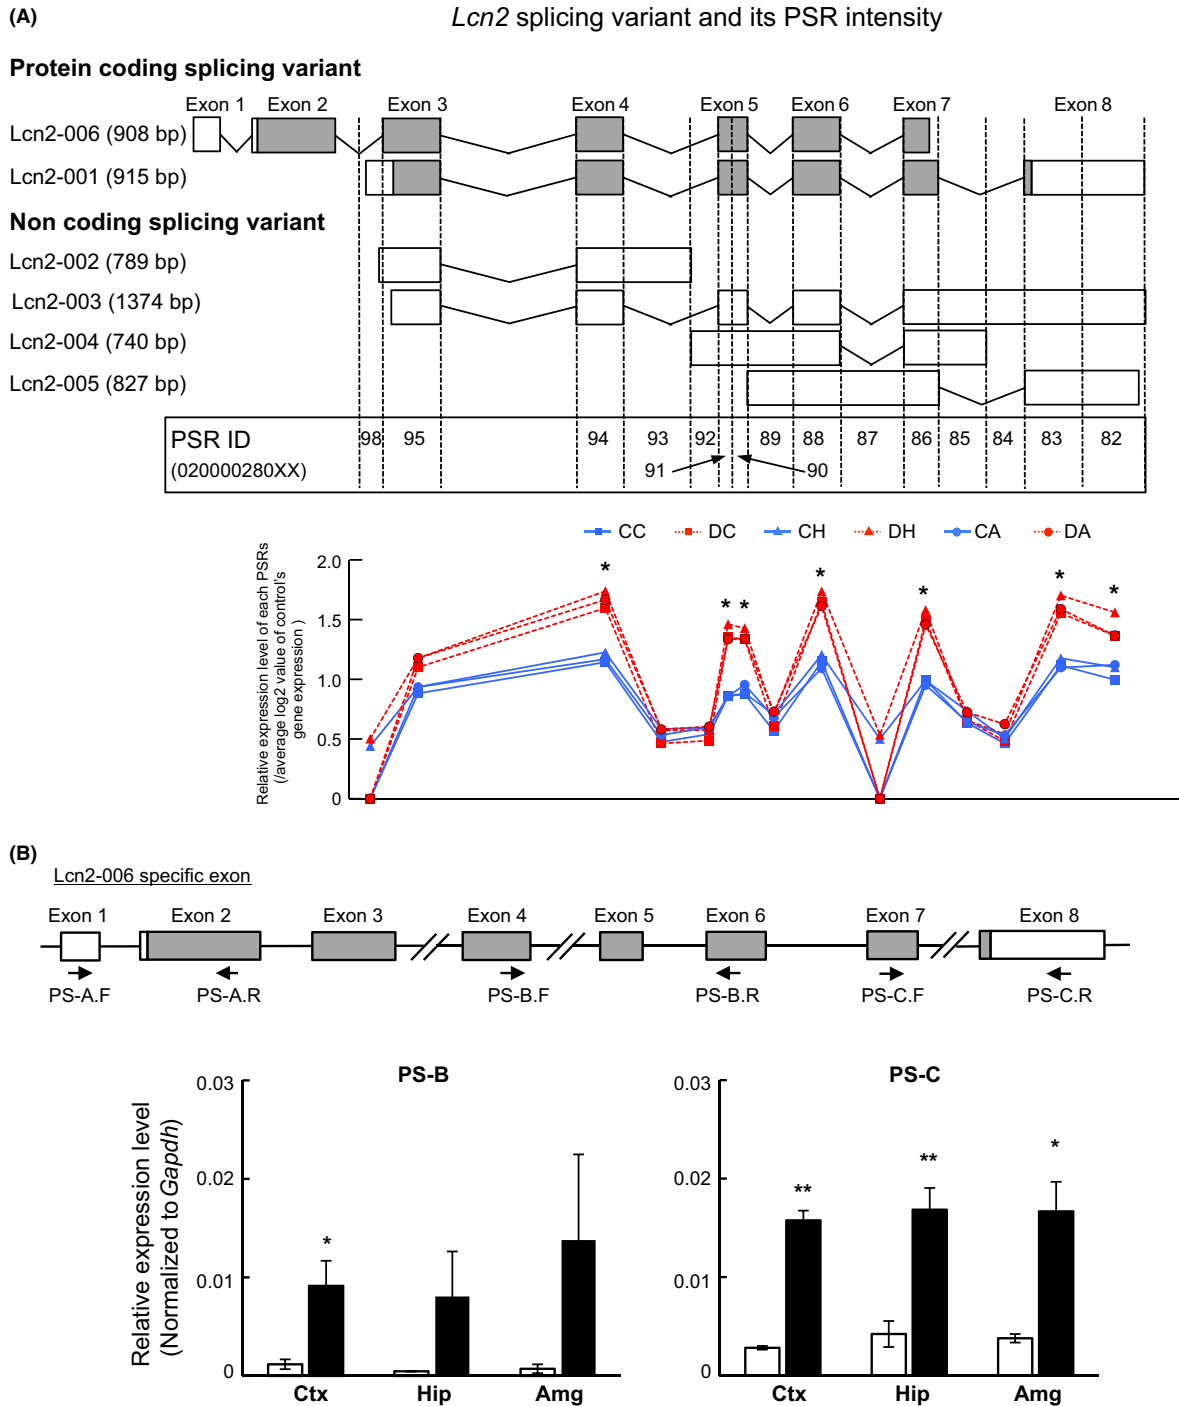 (A)
Lcn2 splicing variant and its PSR intensity
Protein coding splicing variant
Exon 1 Exon 2 Exon 3 Exon 4 Exon 5 Exon 6 Exon 7 Exon 8
Lcn2-006 (908 bp)
Lcn2-001 (915 bp)
Non coding splicing variant
Lcn2-002 (789 bp)
Lcn2-003 (1374 bp)
Lcn2-004 (740 bp)
Lcn2-005 (827 bp)
PSR ID 98 95 94 93 92 89 88 87 86 85 84 83 82
(020000280XX) 91 90
CC DC CH DH CA DA
Relative expression level of each PSRs
(/average log2 value of control's
gene expression )
2.0
1.5
1.0
0.5
0
* * * * * * *
(B)
Lcn2-006 specific exon
Exon 1 Exon 2 Exon 3 Exon 4 Exon 5 Exon 6 Exon 7 Exon 8
PS-A.F PS-A.R PS-B.F PS-B.R PS-C.F PS-C.R
Relative expression level
(Normalized to Gapdh)
PS-B
0.03
0.02
0.01
0
*
Ctx Hip Amg
PS-C
0.03
0.02
0.01
0
** ** *
Ctx Hip Amg